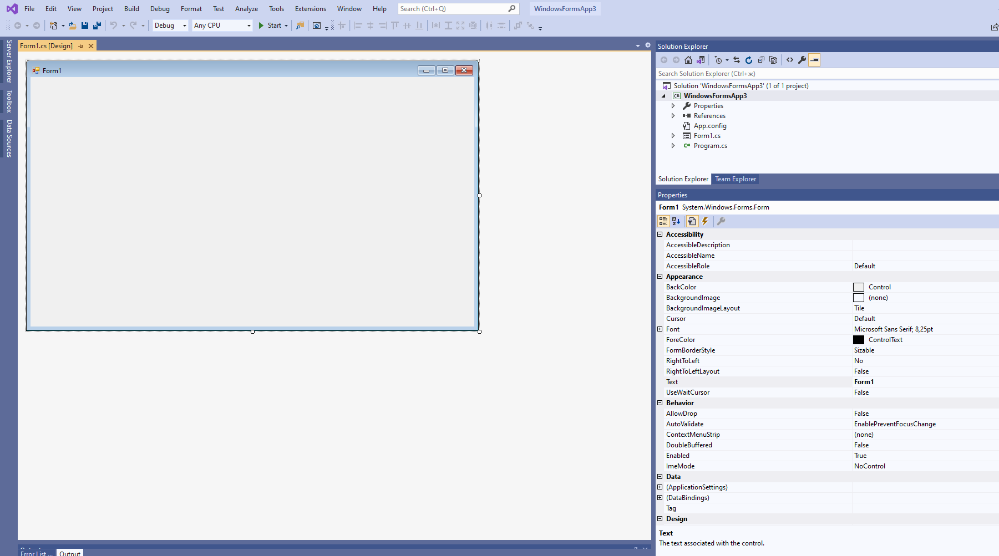 File Edit View Project Build Debug Format Test Analyze Tools Extensions Window Help Search (Ctrl+Q) WindowsFormsApp3
Debug Any CPU Start
Server Explorer
Toolbox
Data Sources
Form1.cs [Design]
Form1
Solution Explorer
Search Solution Explorer (Ctrl+ж)
Solution 'WindowsFormsApp3' (1 of 1 project)
C# WindowsFormsApp3
Properties
References
App.config
Form1.cs
C# Program.cs
Solution Explorer Team Explorer
Properties
Form1 System.Windows.Forms.Form
Accessibility
AccessibleDescription
AccessibleName
AccessibleRole Default
Appearance
BackColor Control
BackgroundImage (none)
BackgroundImageLayout Tile
Cursor Default
Font Microsoft Sans Serif; 8,25pt
ForeColor ControlText
FormBorderStyle Sizable
RightToLeft No
RightToLeftLayout False
Text Form1
UseWaitCursor False
Behavior
AllowDrop False
AutoValidate EnablePreventFocusChange
ContextMenuStrip (none)
DoubleBuffered False
Enabled True
ImeMode NoControl
Data
(ApplicationSettings)
(DataBindings)
Tag
Design
Text
The text associated with the control.
Error List ... Output